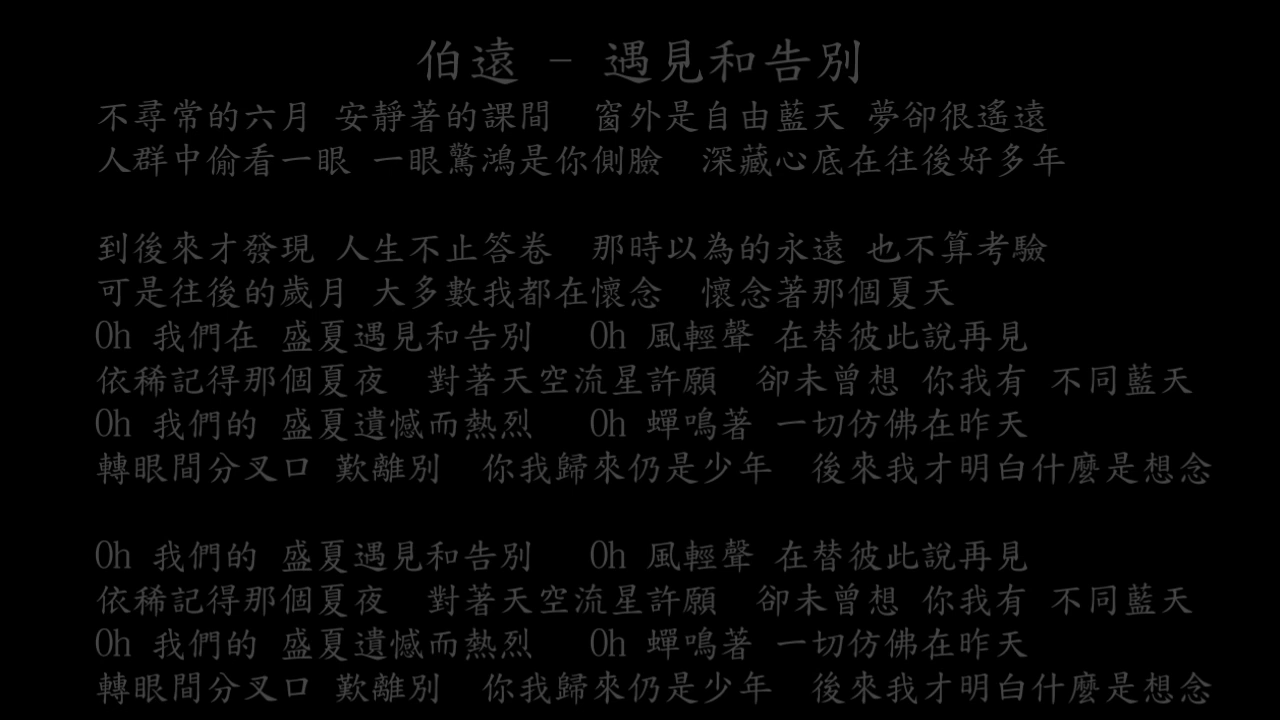 伯遠 - 遇見和告別
不尋常的六月 安靜著的課間 窗外是自由藍天 夢卻很遙遠
人群中偷看一眼 一眼驚鴻是你側臉 深藏心底在往後好多年
到後來才發現 人生不止答卷 那時以為的永遠 也不算考驗
可是往後的歲月 大多數我都在懷念 懷念著那個夏天
Oh 我們在 盛夏遇見和告別 Oh 風輕聲 在替彼此說再見
依稀記得那個夏夜 對著天空流星許願 卻未曾想 你我有 不同藍天
Oh 我們的 盛夏遺憾而熱烈 Oh 蟬鳴著 一切仿佛在昨天
轉眼間分叉口 歎離別 你我歸來仍是少年 後來我才明白什麼是想念
Oh 我們的 盛夏遇見和告別 Oh 風輕聲 在替彼此說再見
依稀記得那個夏夜 對著天空流星許願 卻未曾想 你我有 不同藍天
Oh 我們的 盛夏遺憾而熱烈 Oh 蟬鳴著 一切仿佛在昨天
轉眼間分叉口 歎離別 你我歸來仍是少年 後來我才明白什麼是想念